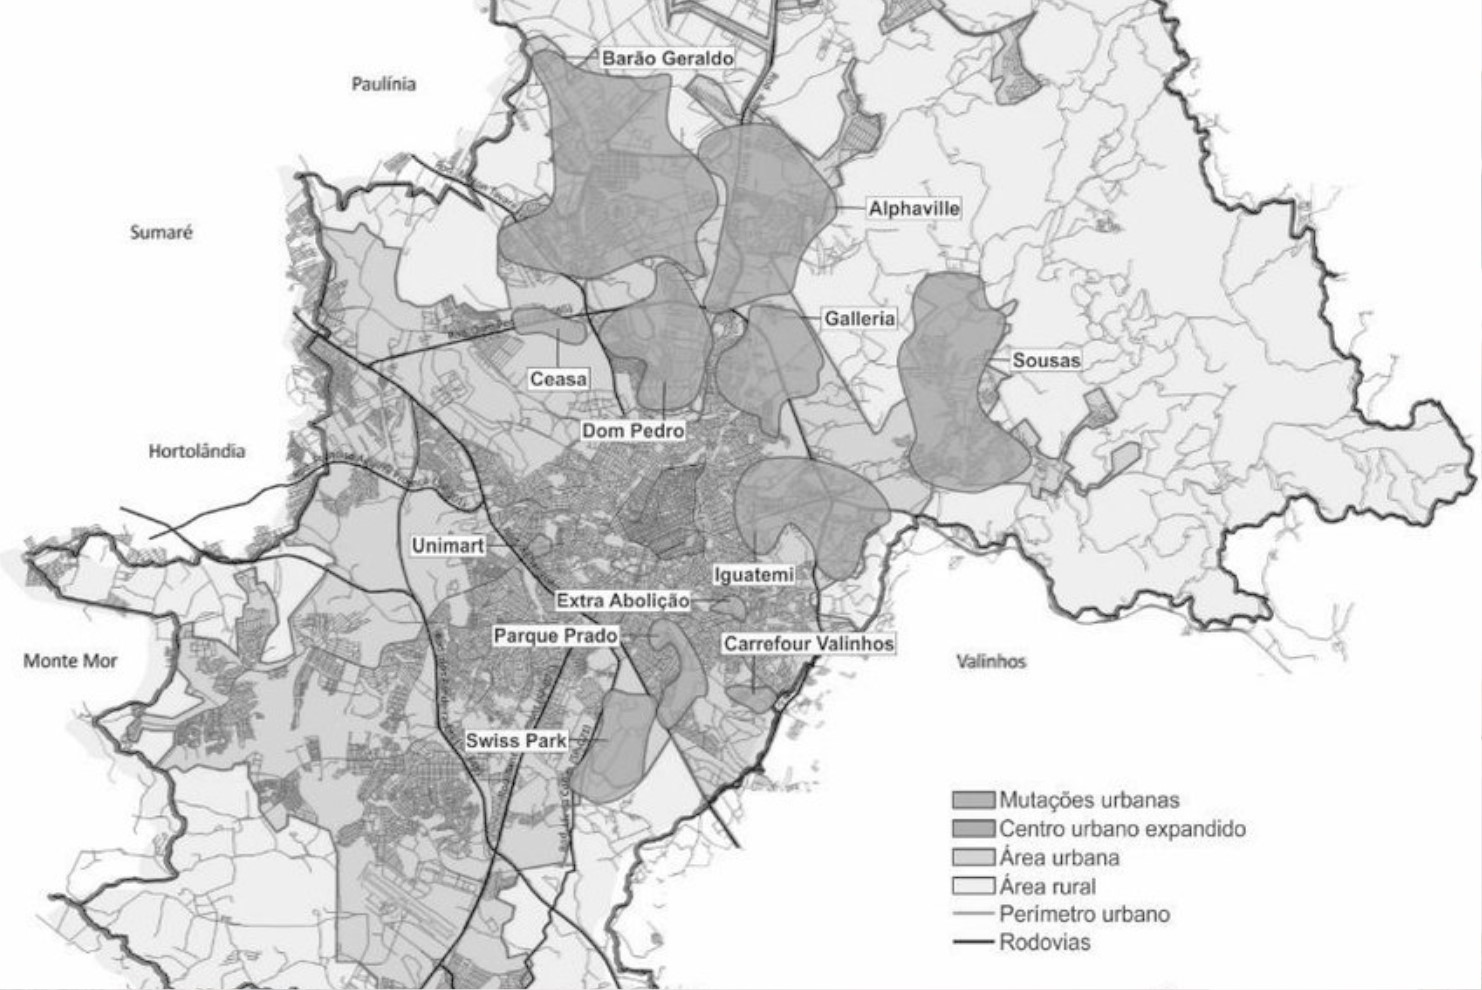 Barão Geraldo
Paulínia
Alphaville
Sumaré
Galleria
Sousas
Ceasa
Dom Pedro
Hortolândia
Unimart
Iguatemi
Extra Abolição
Parque Prado
Carrefour Valinhos
Monte Mor
Valinhos
Swiss Park
Mutações urbanas
Centro urbano expandido
Área urbana
Área rural
Perímetro urbano
Rodovias